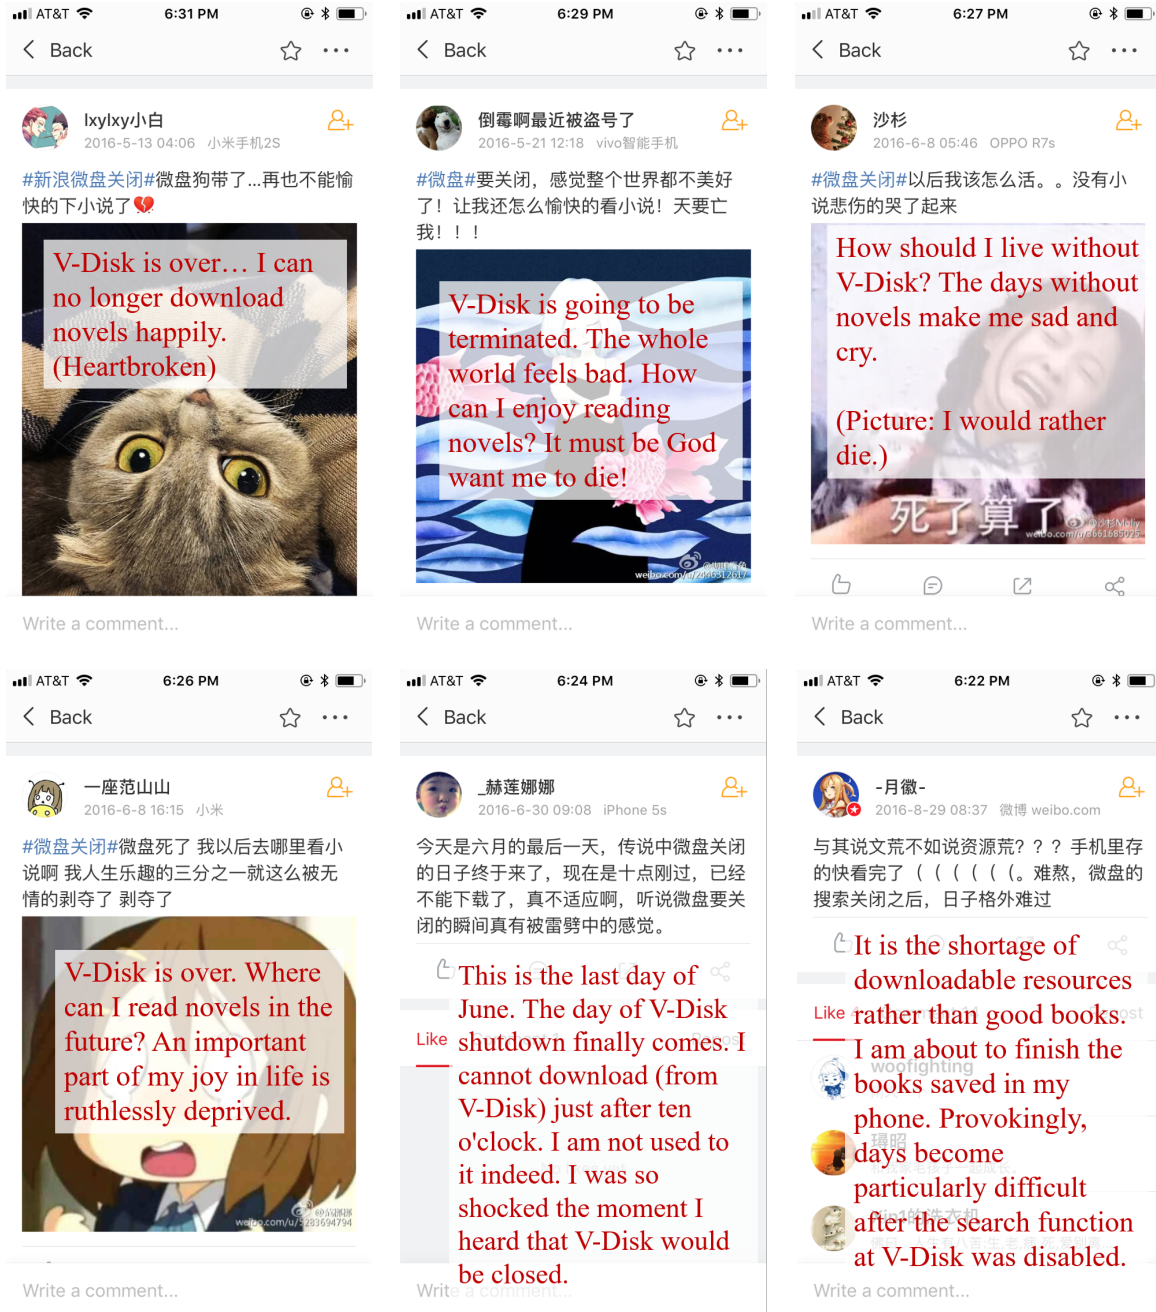 AT&T 6:31 PM
Back
lxylxy小白
2016-5-13 04:06 小米手机2S
#新浪微盘关闭#微盘狗带了...再也不能愉
快的下小说了💔
V-Disk is over... I can
no longer download
novels happily.
(Heartbroken)
Write a comment...
AT&T 6:29 PM
Back
倒霉啊最近被盗号了
2016-5-21 12:18 vivo智能手机
#微盘#要关闭，感觉整个世界都不美好
了！让我还怎么愉快的看小说！天要亡
我！！！
V-Disk is going to be
terminated. The whole
world feels bad. How
can I enjoy reading
novels? It must be God
want me to die!
Write a comment...
AT&T 6:27 PM
Back
沙杉
2016-6-8 05:46 OPPO R7s
#微盘关闭#以后我该怎么活。。没有小
说悲伤的哭了起来
How should I live without
V-Disk? The days without
novels make me sad and
cry.
(Picture: I would rather
die.)
死了算了
@沙杉Molly
weibo.com/u/3661685025
Write a comment...
AT&T 6:26 PM
Back
一座范山山
2016-6-8 16:15 小米
#微盘关闭#微盘死了 我以后去哪里看小
说啊 我人生乐趣的三分之一就这么被无
情的剥夺了 剥夺了
V-Disk is over. Where
can I read novels in the
future? An important
part of my joy in life is
ruthlessly deprived.
weibo.com/u/5283694794
Write a comment...
AT&T 6:24 PM
Back
_赫莲娜娜
2016-6-30 09:08 iPhone 5s
今天是六月的最后一天，传说中微盘关闭
的日子终于来了，现在是十点刚过，已经
不能下载了，真不适应啊，听说微盘要关
闭的瞬间真有被雷劈中的感觉。
This is the last day of
June. The day of V-Disk
Like
shutdown finally comes. I
cannot download (from
V-Disk) just after ten
o'clock. I am not used to
it indeed. I was so
shocked the moment I
heard that V-Disk would
be closed.
Write a comment...
AT&T 6:22 PM
Back
-月徽-
2016-8-29 08:37 微博 weibo.com
与其说文荒不如说资源荒？？？手机里存
的快看完了（（（（（（。难熬，微盘的
搜索关闭之后，日子格外难过
It is the shortage of
downloadable resources
Like
rather than good books.
I am about to finish the
woofighting
books saved in my
phone. Provokingly,
days become
particularly difficult
after the search function
at V-Disk was disabled.
Write a comment...